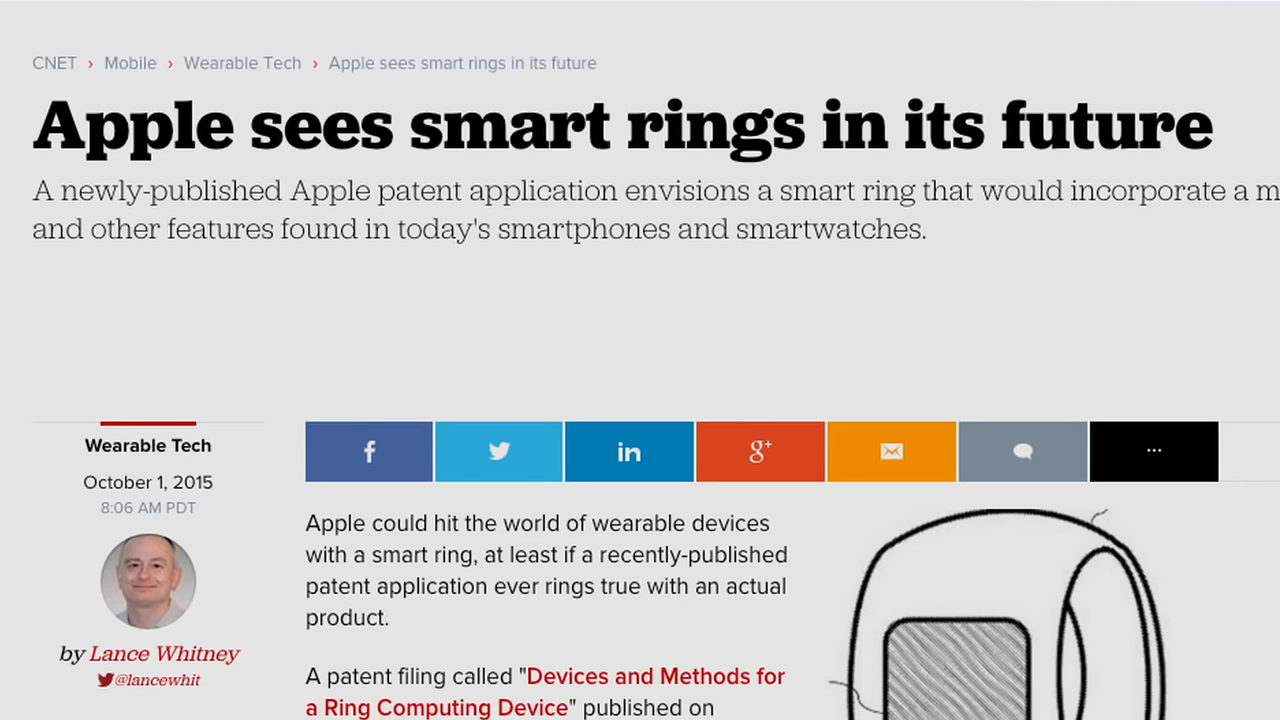 CNET › Mobile › Wearable Tech › Apple sees smart rings in its future
Apple sees smart rings in its future
A newly-published Apple patent application envisions a smart ring that would incorporate a
and other features found in today's smartphones and smartwatches.
Wearable Tech
October 1, 2015
8:06 AM PDT
by Lance Whitney
@lancewhit
f in g+ ...
Apple could hit the world of wearable devices
with a smart ring, at least if a recently-published
patent application ever rings true with an actual
product.
A patent filing called "Devices and Methods for
a Ring Computing Device" published on